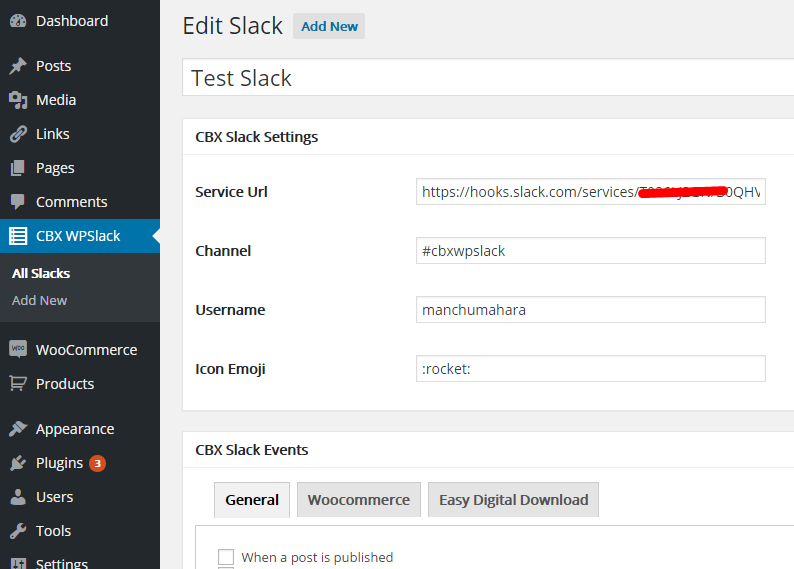 Dashboard
Posts
Media
Links
Pages
Comments
CBX WPSlack
All Slacks
Add New
WooCommerce
Products
Appearance
Plugins 3
Users
Tools
Settings
Edit Slack Add New
Test Slack
CBX Slack Settings
Service Url https://hooks.slack.com/services/
Channel #cbxwpslack
Username manchumahara
Icon Emoji :rocket:
CBX Slack Events
General Woocommerce Easy Digital Download
When a post is published